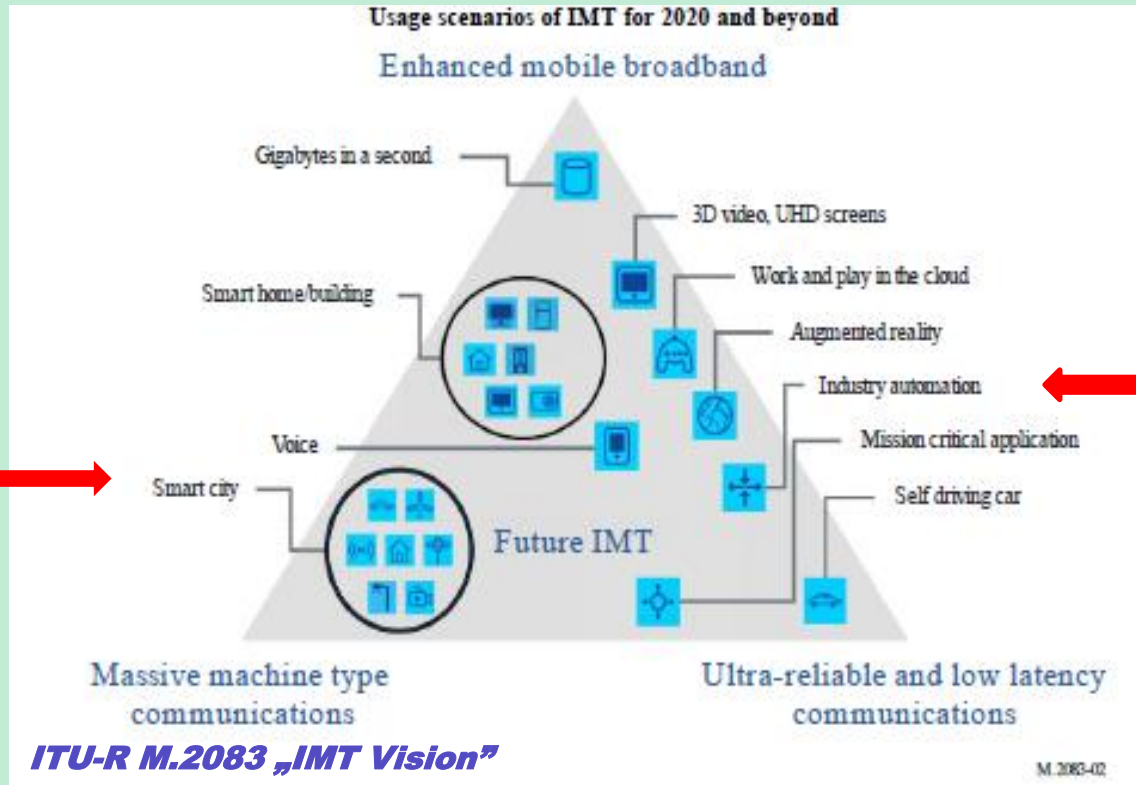 Usage scenarios of IMT for 2020 and beyond
Enhanced mobile broadband
Gigabytes in a second
3D video, UHD screens
Work and play in the cloud
Smart home/building
Augmented reality
Industry automation
Voice
Mission critical application
Smart city
Self driving car
Future IMT
Massive machine type
communications
Ultra-reliable and low latency
communications
ITU-R M.2083 „IMT Vision”
M.2083-02